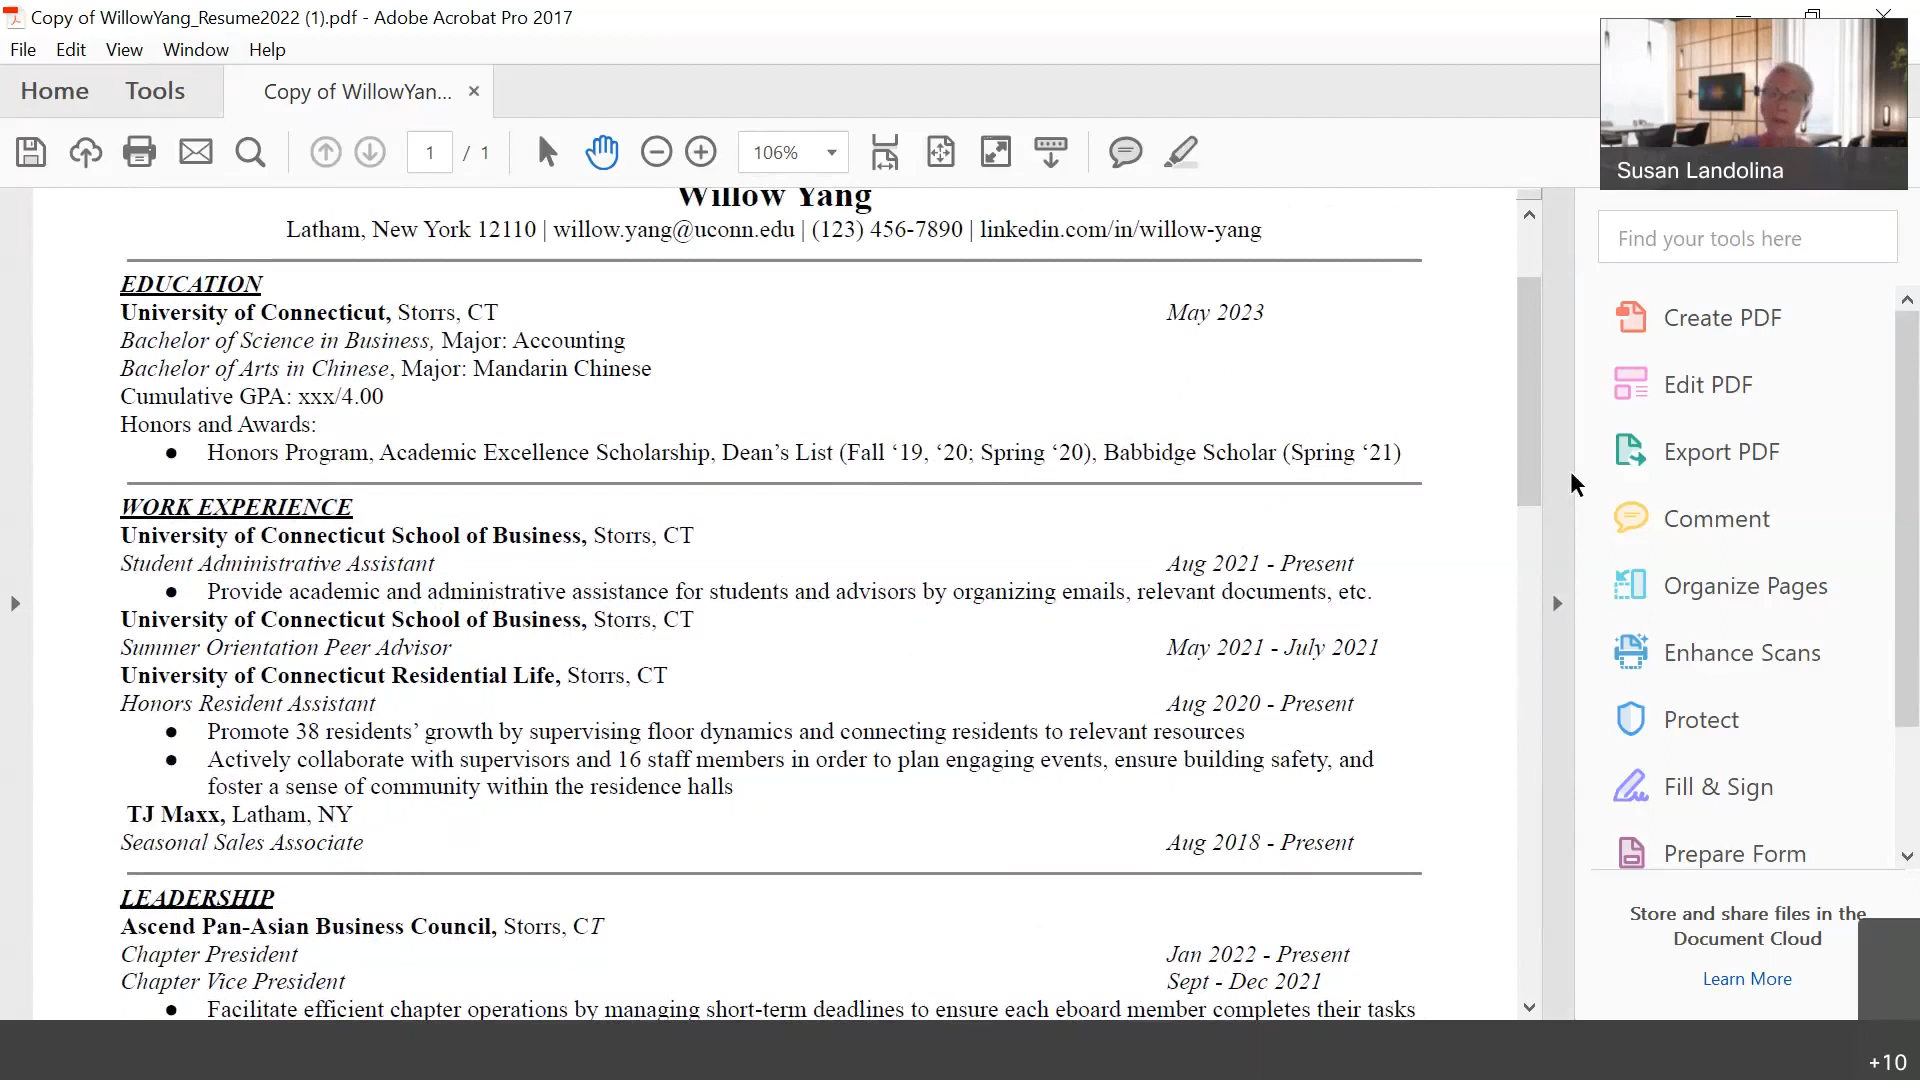 Copy of WillowYang_Resume2022 (1).pdf - Adobe Acrobat Pro 2017
File Edit View Window Help
Home Tools Copy of WillowYan... ×
1 / 1 106%
Susan Landolina
Willow Yang
Latham, New York 12110 | willow.yang@uconn.edu | (123) 456-7890 | linkedin.com/in/willow-yang
EDUCATION
University of Connecticut, Storrs, CT May 2023
Bachelor of Science in Business, Major: Accounting
Bachelor of Arts in Chinese, Major: Mandarin Chinese
Cumulative GPA: xxx/4.00
Honors and Awards:
● Honors Program, Academic Excellence Scholarship, Dean’s List (Fall ‘19, ‘20; Spring ‘20), Babbidge Scholar (Spring ‘21)
WORK EXPERIENCE
University of Connecticut School of Business, Storrs, CT
Student Administrative Assistant Aug 2021 - Present
● Provide academic and administrative assistance for students and advisors by organizing emails, relevant documents, etc.
University of Connecticut School of Business, Storrs, CT
Summer Orientation Peer Advisor May 2021 - July 2021
University of Connecticut Residential Life, Storrs, CT
Honors Resident Assistant Aug 2020 - Present
● Promote 38 residents’ growth by supervising floor dynamics and connecting residents to relevant resources
● Actively collaborate with supervisors and 16 staff members in order to plan engaging events, ensure building safety, and
foster a sense of community within the residence halls
TJ Maxx, Latham, NY
Seasonal Sales Associate Aug 2018 - Present
LEADERSHIP
Ascend Pan-Asian Business Council, Storrs, CT
Chapter President Jan 2022 - Present
Chapter Vice President Sept - Dec 2021
● Facilitate efficient chapter operations by managing short-term deadlines to ensure each eboard member completes their tasks
Find your tools here
Create PDF
Edit PDF
Export PDF
Comment
Organize Pages
Enhance Scans
Protect
Fill & Sign
Prepare Form
Store and share files in the
Document Cloud
Learn More
+10